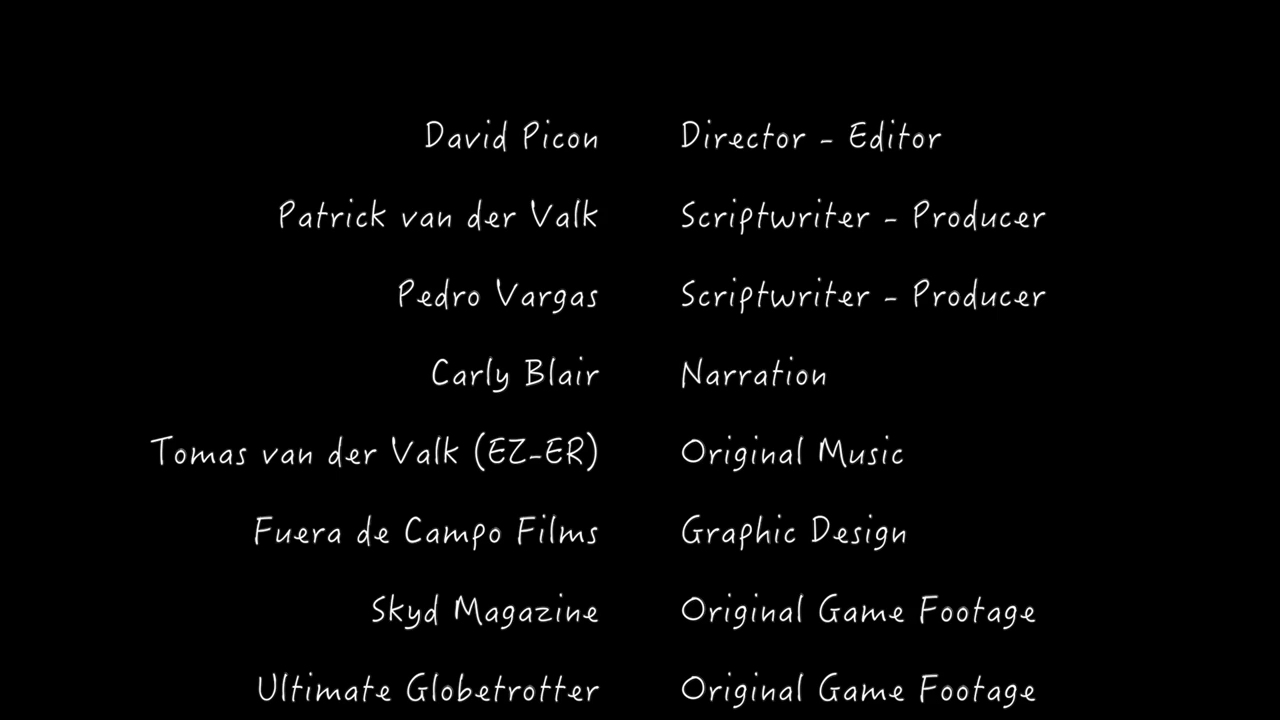 David Picon Director - Editor
Patrick van der Valk Scriptwriter - Producer
Pedro Vargas Scriptwriter - Producer
Carly Blair Narration
Tomas van der Valk (EZ-ER) Original Music
Fuera de Campo Films Graphic Design
Skyd Magazine Original Game Footage
Ultimate Globetrotter Original Game Footage